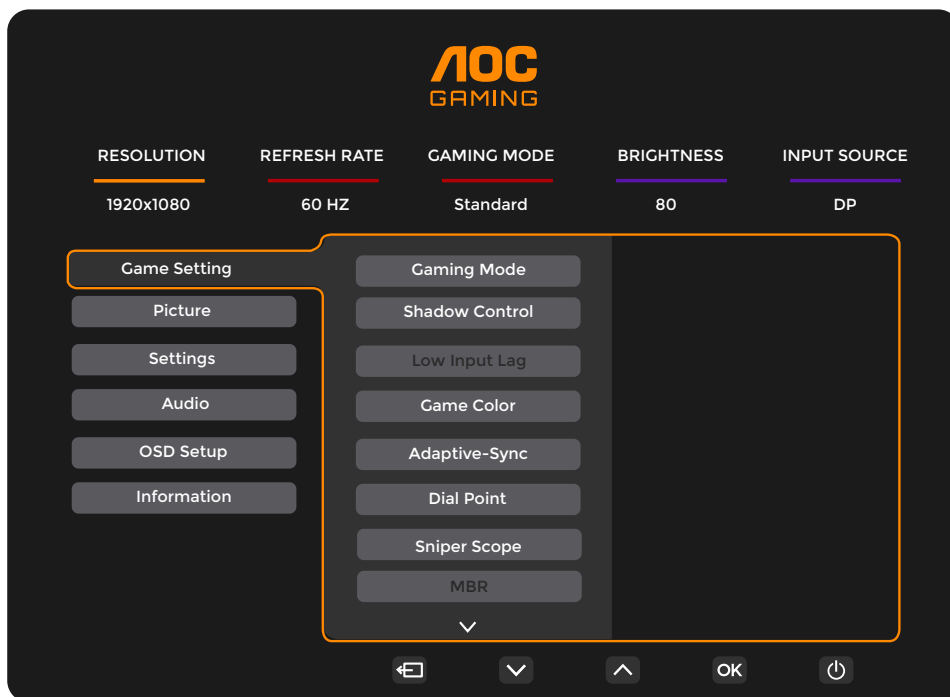 AOC
GAMING
RESOLUTION REFRESH RATE GAMING MODE BRIGHTNESS INPUT SOURCE
1920x1080 60 HZ Standard 80 DP
Game Setting
Picture
Settings
Audio
OSD Setup
Information
Gaming Mode
Shadow Control
Low Input Lag
Game Color
Adaptive-Sync
Dial Point
Sniper Scope
MBR
OK